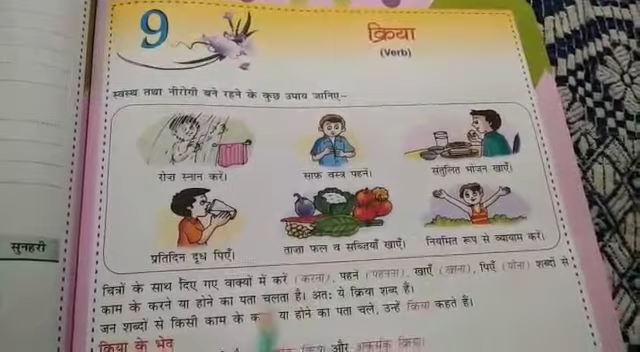 9
क्रिया
(Verb)
स्वस्थ तथा नीरोगी बने रहने के कुछ उपाय जानिए–
रोज़ स्नान करें।
साफ़ वस्त्र पहनें।
संतुलित भोजन खाएँ।
प्रतिदिन दूध पिएँ।
ताजा फल व सब्जियाँ खाएँ।
नियमित रूप से व्यायाम करें।
चित्रों के साथ दिए गए वाक्यों में करें (करना), पहनें (पहनना), खाएँ (खाना), पिएँ (पीना) शब्दों से
काम के करने या होने का पता चलता है। अतः ये क्रिया शब्द हैं।
जिन शब्दों से किसी काम के या होने का पता चले, उन्हें क्रिया कहते हैं।
क्रिया के भेद
क्रिया और अकर्मक क्रिया।
सुनहरी